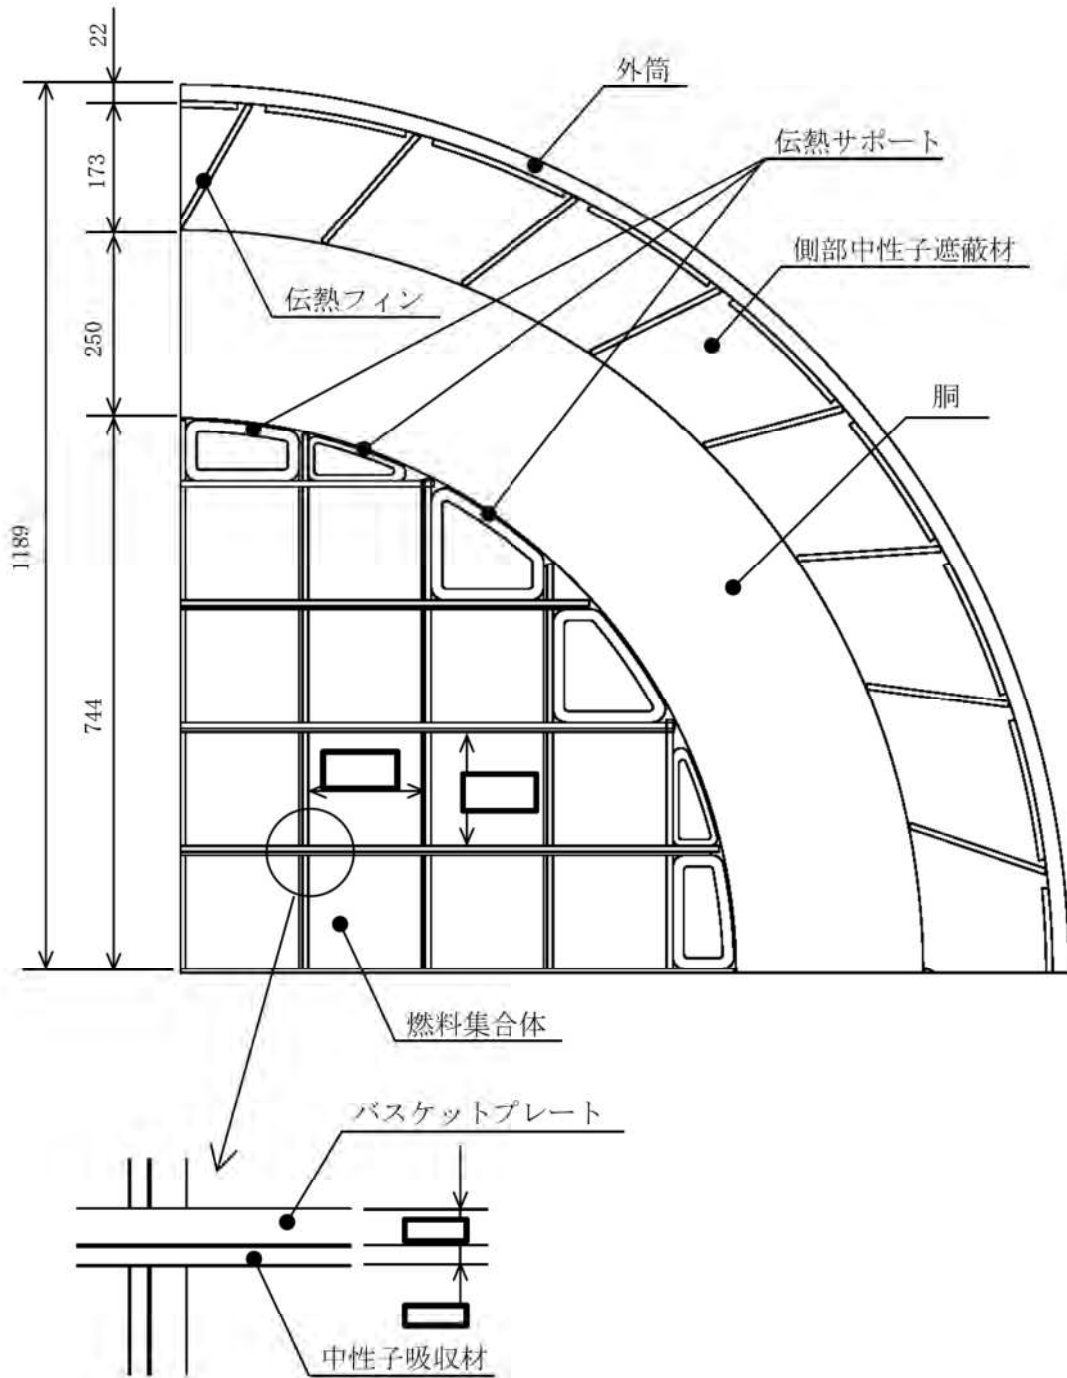 22
外筒
伝熱サポート
173
側部中性子遮蔽材
伝熱フィン
250
胴
1189
744
燃料集合体
バスケットプレート
中性子吸収材